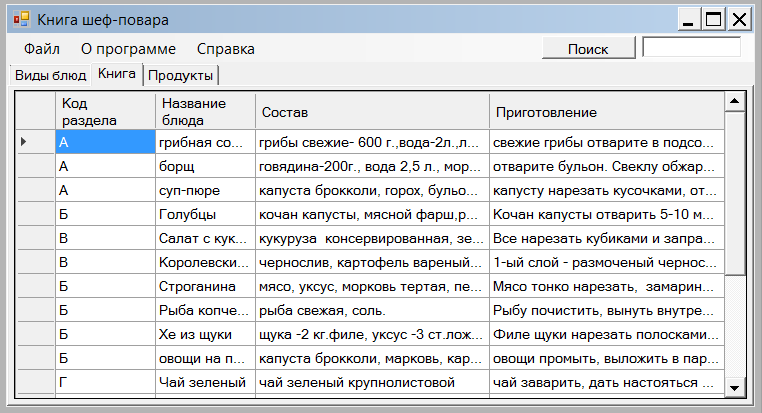 Книга шеф-повара
Файл О программе Справка Поиск
Виды блюд Книга Продукты
Код раздела Название блюда Состав Приготовление
А грибная со... грибы свежие- 600 г.,вода-2л.,л... свежие грибы отварите в подсо...
А борщ говядина-200г., вода 2,5 л., мор... отварите бульон. Свеклу обжар...
А суп-пюре капуста брокколи, горох, бульо... капусту нарезать кусочками, от...
Б Голубцы кочан капусты, мясной фарш,р... Кочан капусты отварить 5-10 м...
В Салат с кук... кукуруза  консервированная, зе... Все нарезать кубиками и запра...
В Королевски... чернослив, картофель вареный... 1-ый слой - размоченый чернос...
Б Строганина мясо, уксус, морковь тертая, пе... Мясо тонко нарезать,  замарин...
Б Рыба копче... рыба свежая, соль. Рыбу почистить, вынуть внутре...
Б Хе из щуки щука -2 кг.филе, уксус -3 ст.лож... Филе щуки нарезать полосками...
Б овощи на п... капуста брокколи, марковь, кар... овощи промыть, выложить в пар...
Г Чай зеленый чай зеленый крупнолистовой чай заварить, дать настояться ...